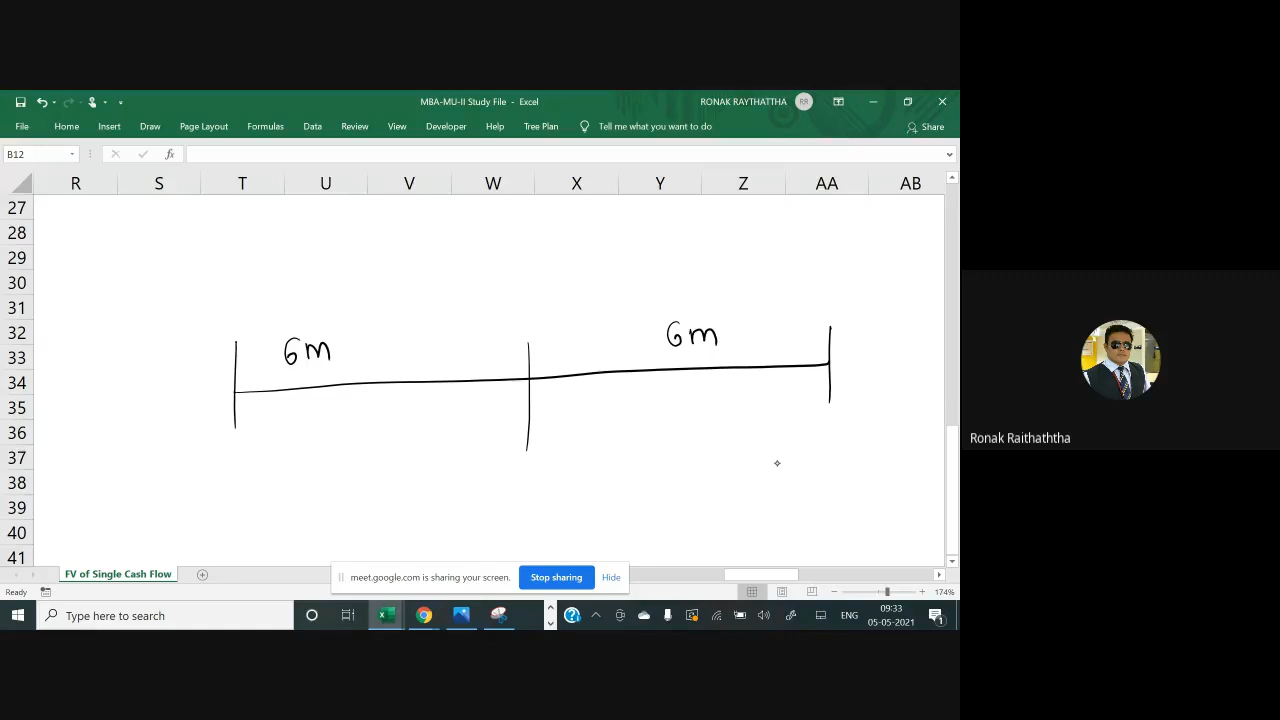 MBA-MU-II Study File - Excel
RONAK RAYTHATTHA RR
File Home Insert Draw Page Layout Formulas Data Review View Developer Help Tree Plan Tell me what you want to do Share
B12 fx
R S T U V W X Y Z AA AB
27
28
29
30
31
32
33
34
35
36
37
38
39
40
41
6m
6m
FV of Single Cash Flow
meet.google.com is sharing your screen. Stop sharing Hide
Ready
174%
Type here to search
ENG
09:33
05-05-2021
1
Ronak Raithaththa